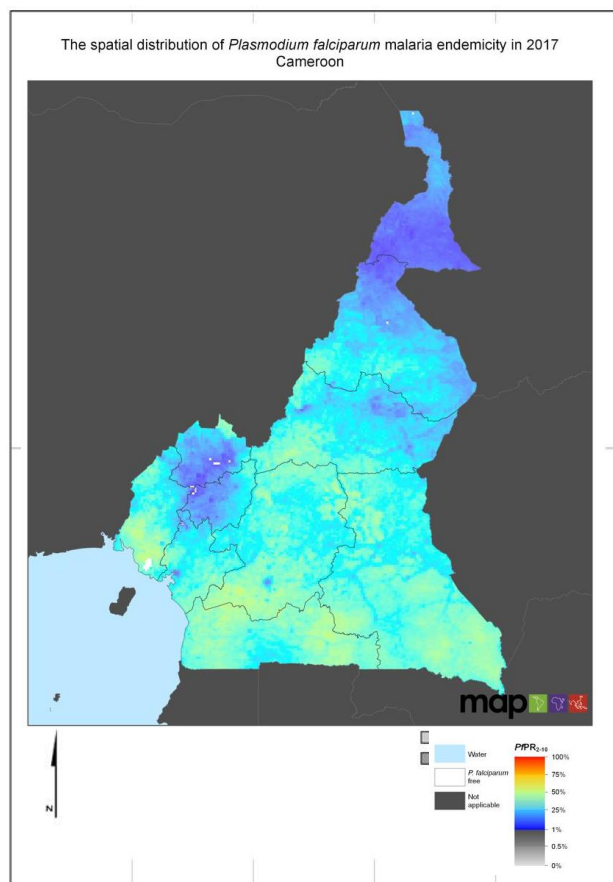 The spatial distribution of Plasmodium falciparum malaria endemicity in 2017
Cameroon
map
N
Water
P. falciparum
free
Not
applicable
PfPR2-10
100%
75%
50%
25%
1%
0.5%
0%